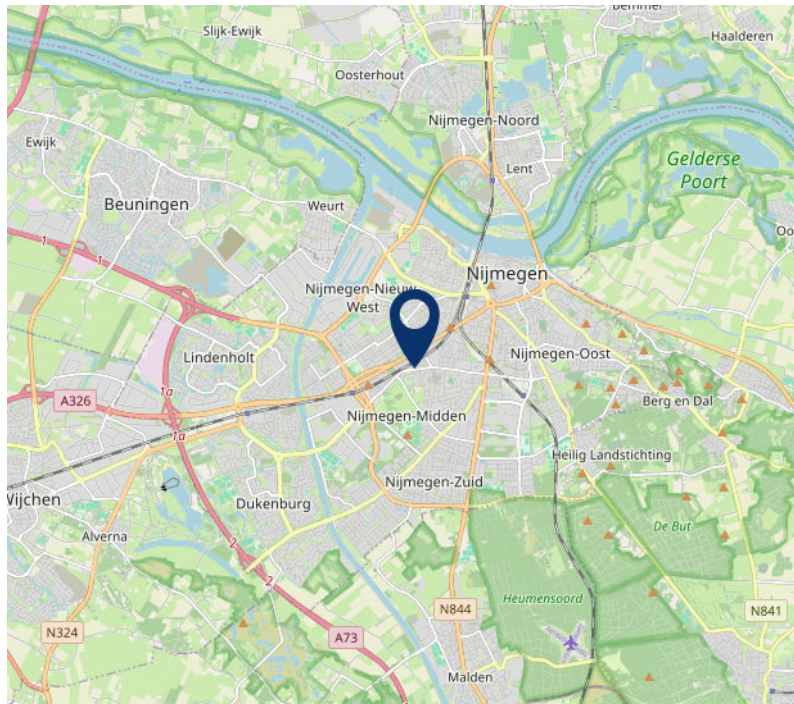 Bemmel
Slijk-Ewijk
Haalderen
Oosterhout
Nijmegen-Noord
Ewijk
Lent
Gelderse
Poort
Beuningen
Weurt
1
Nijmegen
Nijmegen-Nieuw-
West
Lindenholt
Nijmegen-Oost
1a
A326
Berg en Dal
Nijmegen-Midden
1a
Heilig Landstichting
Nijmegen-Zuid
Wijchen
Dukenburg
De But
Alverna
2
2
Heumensoord
N844
N841
N324
A73
Malden